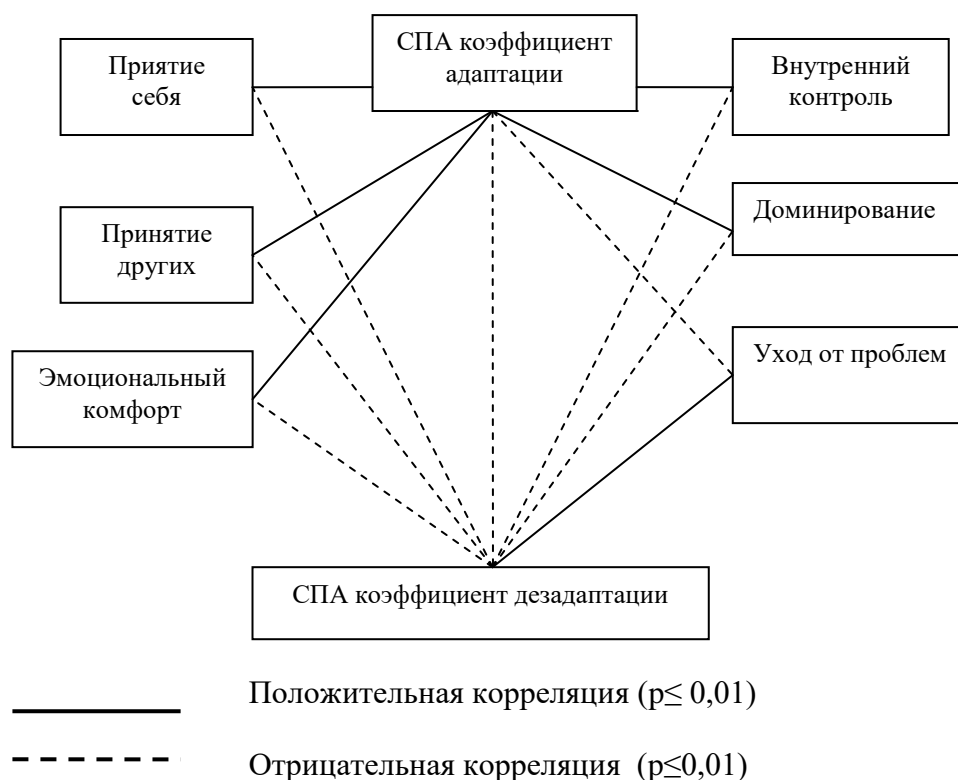 Приятие
себя
СПА коэффициент
адаптации
Внутренний
контроль
Принятие
других
Доминирование
Эмоциональный
комфорт
Уход от проблем
СПА коэффициент дезадаптации
Положительная корреляция (p≤ 0,01)
Отрицательная корреляция (p≤0,01)